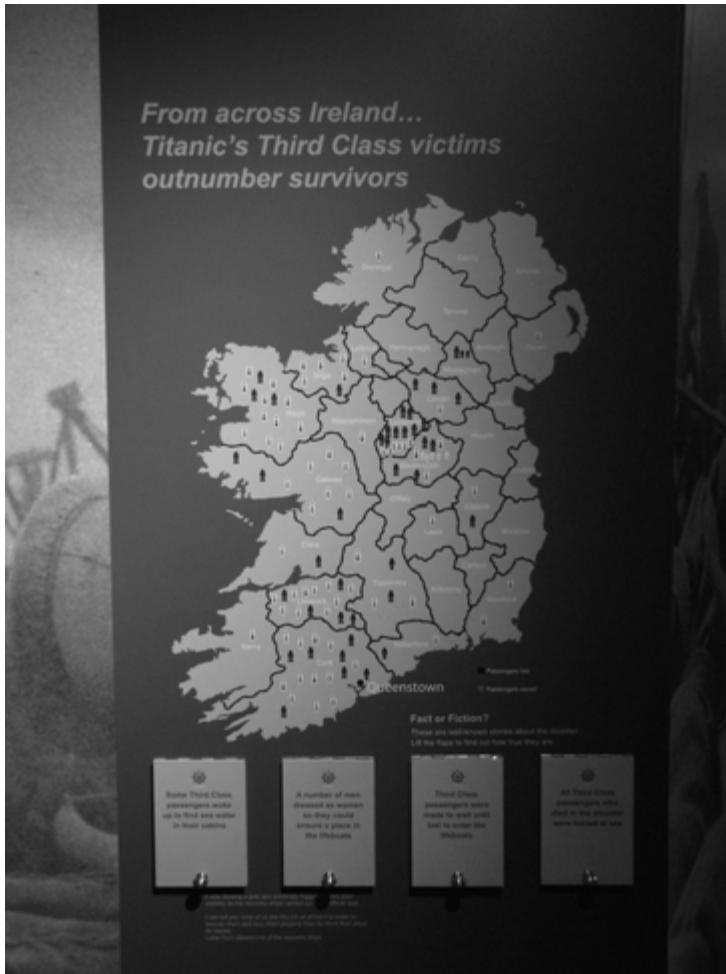 From across Ireland...
Titanic's Third Class victims
outnumber survivors
Donegal
Derry
Antrim
Tyrone
Fermanagh
Armagh
Down
Monaghan
Sligo
Cavan
Mayo
Roscommon
Meath
Galway
Offaly
Kildare
Laois
Wicklow
Clare
Carlow
Tipperary
Kilkenny
Limerick
Wexford
Waterford
Kerry
Cork
Queenstown
Passengers lost
Passengers saved
Fact or Fiction?
These are well-known stories about the disaster.
Lift the flaps to find out how true they are.
Some Third Class
passengers woke
up to find sea water
in their cabins
A number of men
dressed as women
so they could
ensure a place in
the lifeboats
Third Class
passengers were
made to wait until
last to enter the
lifeboats
All Third Class
passengers who
died in the disaster
were buried at sea